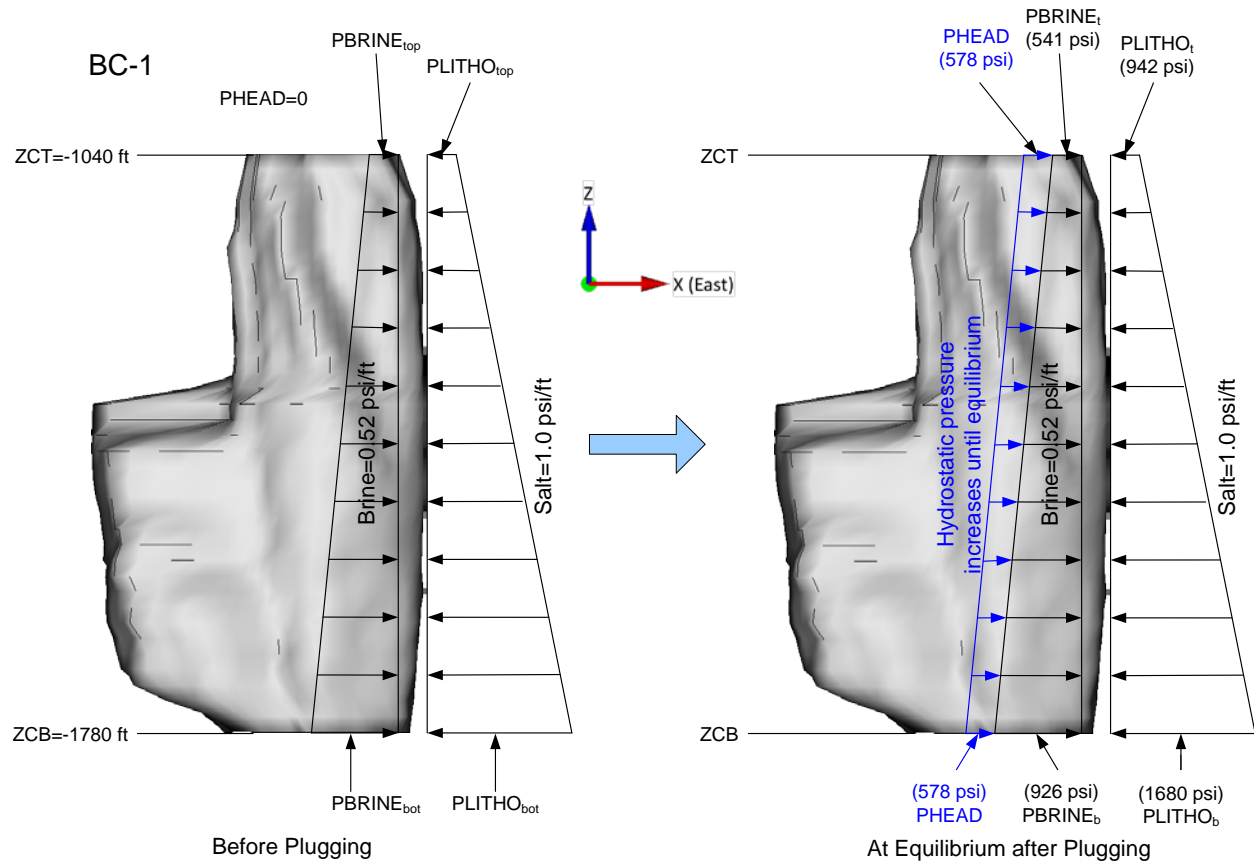 BC-1
PBRINEtop
PLITHOtop
PHEAD=0
ZCT=-1040 ft
Brine=0.52 psi/ft
Salt=1.0 psi/ft
ZCB=-1780 ft
PBRINEbot
PLITHObot
Before Plugging
Z
X (East)
PHEAD
(578 psi)
PBRINEt
(541 psi)
PLITHOt
(942 psi)
ZCT
Hydrostatic pressure
increases until equilibrium
Brine=0.52 psi/ft
Salt=1.0 psi/ft
ZCB
(578 psi)
PHEAD
(926 psi)
PBRINEb
(1680 psi)
PLITHOb
At Equilibrium after Plugging